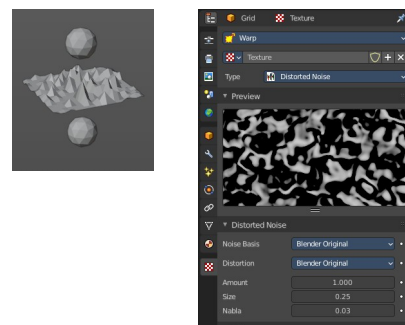 Grid Texture
Warp
Texture
Type Distorted Noise
Preview
Distorted Noise
Noise Basis Blender Original
Distortion Blender Original
Amount 1.000
Size 0.25
Nabla 0.03